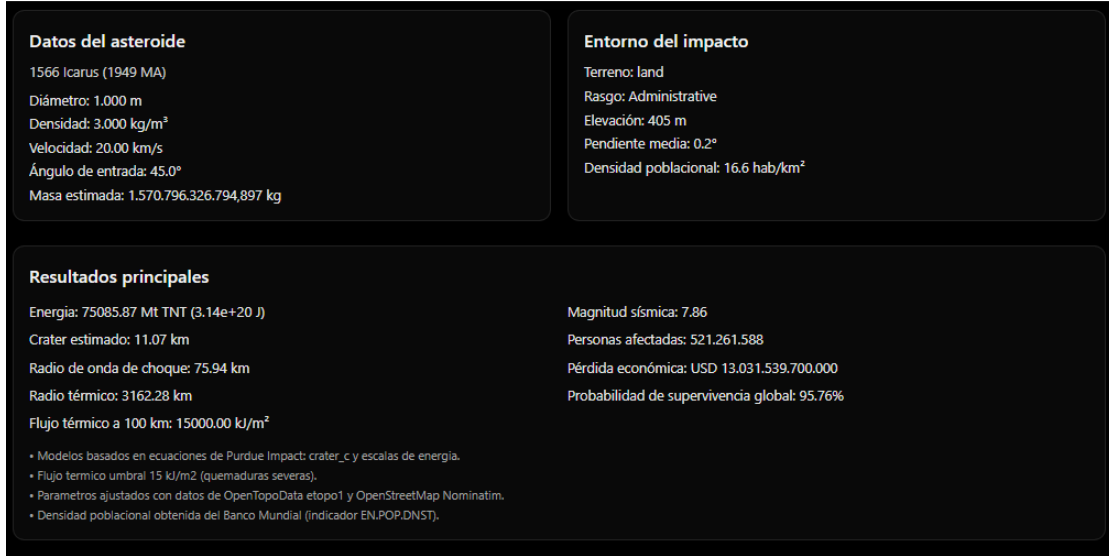 Datos del asteroide
1566 Icarus (1949 MA)
Diámetro: 1.000 m
Densidad: 3.000 kg/m³
Velocidad: 20.00 km/s
Ángulo de entrada: 45.0°
Masa estimada: 1.570.796.326.794,897 kg
Entorno del impacto
Terreno: land
Rasgo: Administrative
Elevación: 405 m
Pendiente media: 0.2°
Densidad poblacional: 16.6 hab/km²
Resultados principales
Energia: 75085.87 Mt TNT (3.14e+20 J)
Crater estimado: 11.07 km
Radio de onda de choque: 75.94 km
Radio térmico: 3162.28 km
Flujo térmico a 100 km: 15000.00 kJ/m²
Magnitud sísmica: 7.86
Personas afectadas: 521.261.588
Pérdida económica: USD 13.031.539.700.000
Probabilidad de supervivencia global: 95.76%
• Modelos basados en ecuaciones de Purdue Impact: crater_c y escalas de energia.
• Flujo termico umbral 15 kJ/m2 (quemaduras severas).
• Parametros ajustados con datos de OpenTopoData etopo1 y OpenStreetMap Nominatim.
• Densidad poblacional obtenida del Banco Mundial (indicador EN.POP.DNST).